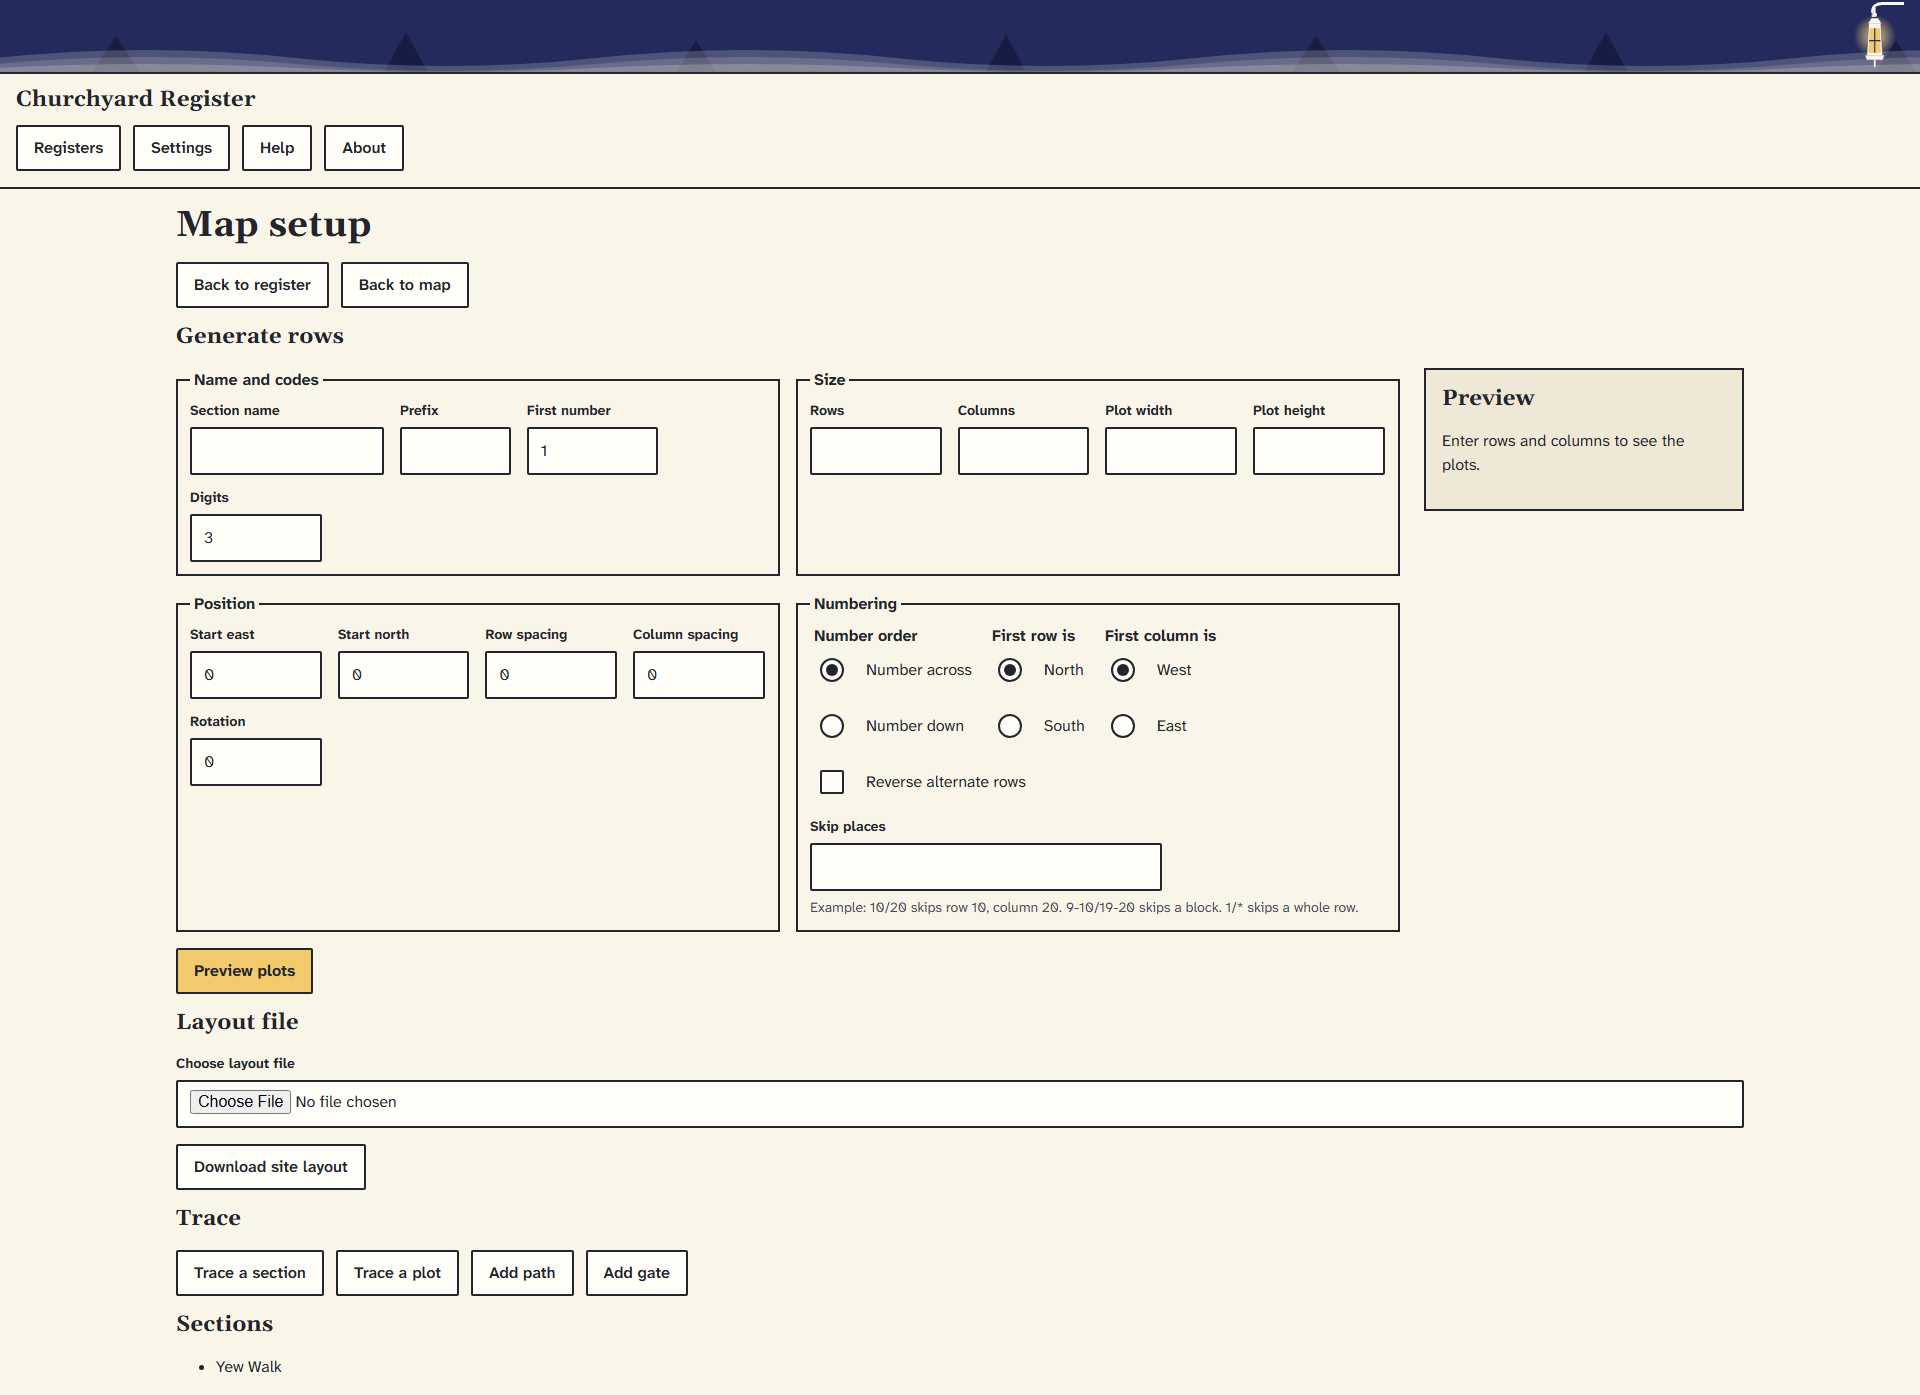 Churchyard Register
Registers Settings Help About
Map setup
Back to register Back to map
Generate rows
Name and codes
Section name Prefix First number
1
Digits
3
Size
Rows Columns Plot width Plot height
Preview
Enter rows and columns to see the
plots.
Position
Start east Start north Row spacing Column spacing
0 0 0 0
Rotation
0
Numbering
Number order First row is First column is
Number across North West
Number down South East
Reverse alternate rows
Skip places
Example: 10/20 skips row 10, column 20. 9-10/19-20 skips a block. 1/* skips a whole row.
Preview plots
Layout file
Choose layout file
Choose File No file chosen
Download site layout
Trace
Trace a section Trace a plot Add path Add gate
Sections
• Yew Walk